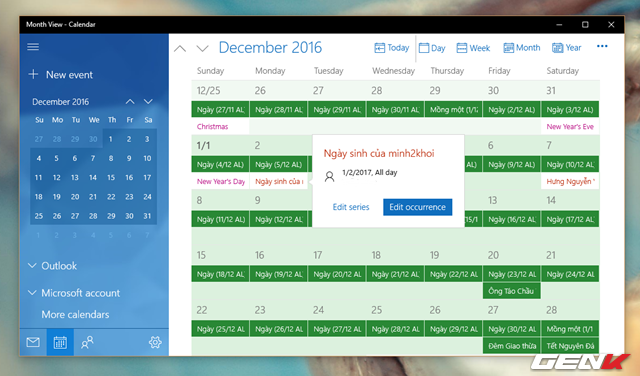 Month View - Calendar
December 2016
Today
Day
Week
Month
Year
New event
December 2016
Su Mo Tu We Th Fr Sa
27 28 29 30 1 2 3
4 5 6 7 8 9 10
11 12 13 14 15 16 17
18 19 20 21 22 23 24
25 26 27 28 29 30 31
1 2 3 4 5 6 7
Outlook
Microsoft account
More calendars
Sunday Monday Tuesday Wednesday Thursday Friday Saturday
12/25 26 27 28 29 30 31
Ngày (27/11 AL) Ngày (28/11 AL) Ngày (29/11 AL) Ngày (30/11 AL) Mồng một (1/12 Ngày (2/12 AL) Ngày (3/12 AL)
Christmas New Year's Eve
1/1 2 6 7
Ngày (4/12 AL) Ngày (5/12 AL) Ngày (9/12 AL) Ngày (10/12 AL)
New Year's Day Ngày sinh của Hưng Nguyễn
Ngày sinh của minh2khoi
1/2/2017, All day
Edit series
Edit occurrence
8 9 13 14
Ngày (11/12 AL) Ngày (12/12 Ngày (16/12 AL) Ngày (17/12 AL)
15 16 17 18 19 20 21
Ngày (18/12 AL) Ngày (19/12 AL) Ngày (20/12 AL) Ngày (21/12 AL) Ngày (22/12 AL) Ngày (23/12 AL) Ngày (24/12 AL)
Ông Táo Chầu
22 23 24 25 26 27 28
Ngày (25/12 AL) Ngày (26/12 AL) Ngày (27/12 AL) Ngày (28/12 AL) Ngày (29/12 AL) Ngày (30/12 AL) Mồng một (1/1
Đêm Giao thừa Tết Nguyên Đá
GENK